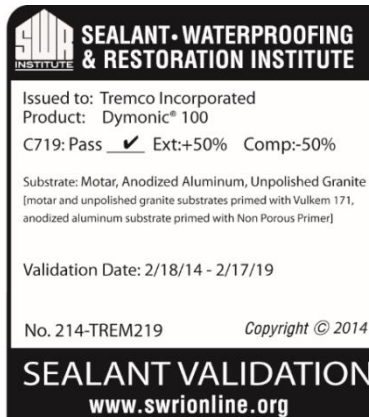 SWR
INSTITUTE
SEALANT • WATERPROOFING
& RESTORATION INSTITUTE
Issued to: Tremco Incorporated
Product: Dymonic® 100
C719: Pass ✔ Ext:+50% Comp:-50%
Substrate: Motar, Anodized Aluminum, Unpolished Granite
[motar and unpolished granite substrates primed with Vulkem 171,
anodized aluminum substrate primed with Non Porous Primer]
Validation Date: 2/18/14 - 2/17/19
No. 214-TREM219 Copyright © 2014
SEALANT VALIDATION
www.swrionline.org